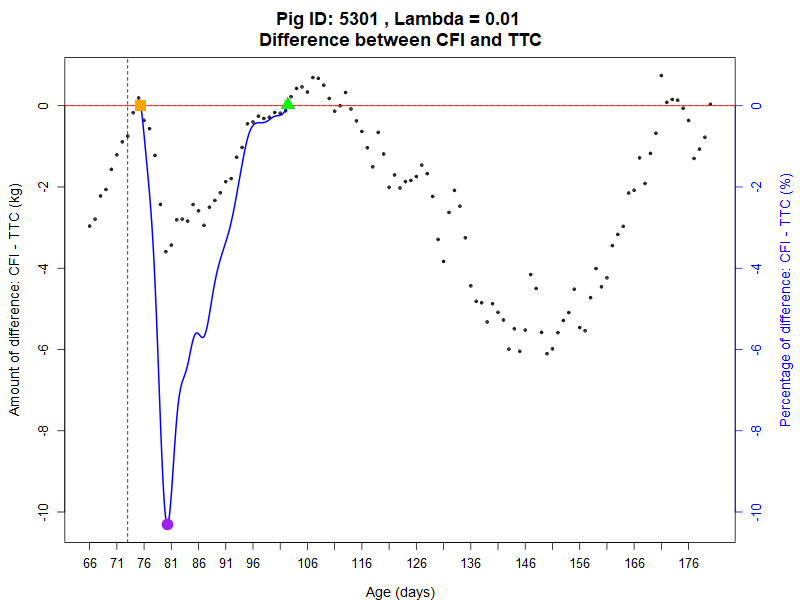 Pig ID: 5301 , Lambda = 0.01
Difference between CFI and TTC
Amount of difference: CFI - TTC (kg)
0
-2
-4
-6
-8
-10
0
-2
-4
-6
-8
-10
Percentage of difference: CFI - TTC (%)
66 71 76 81 86 91 96 106 116 126 136 146 156 166 176
Age (days)